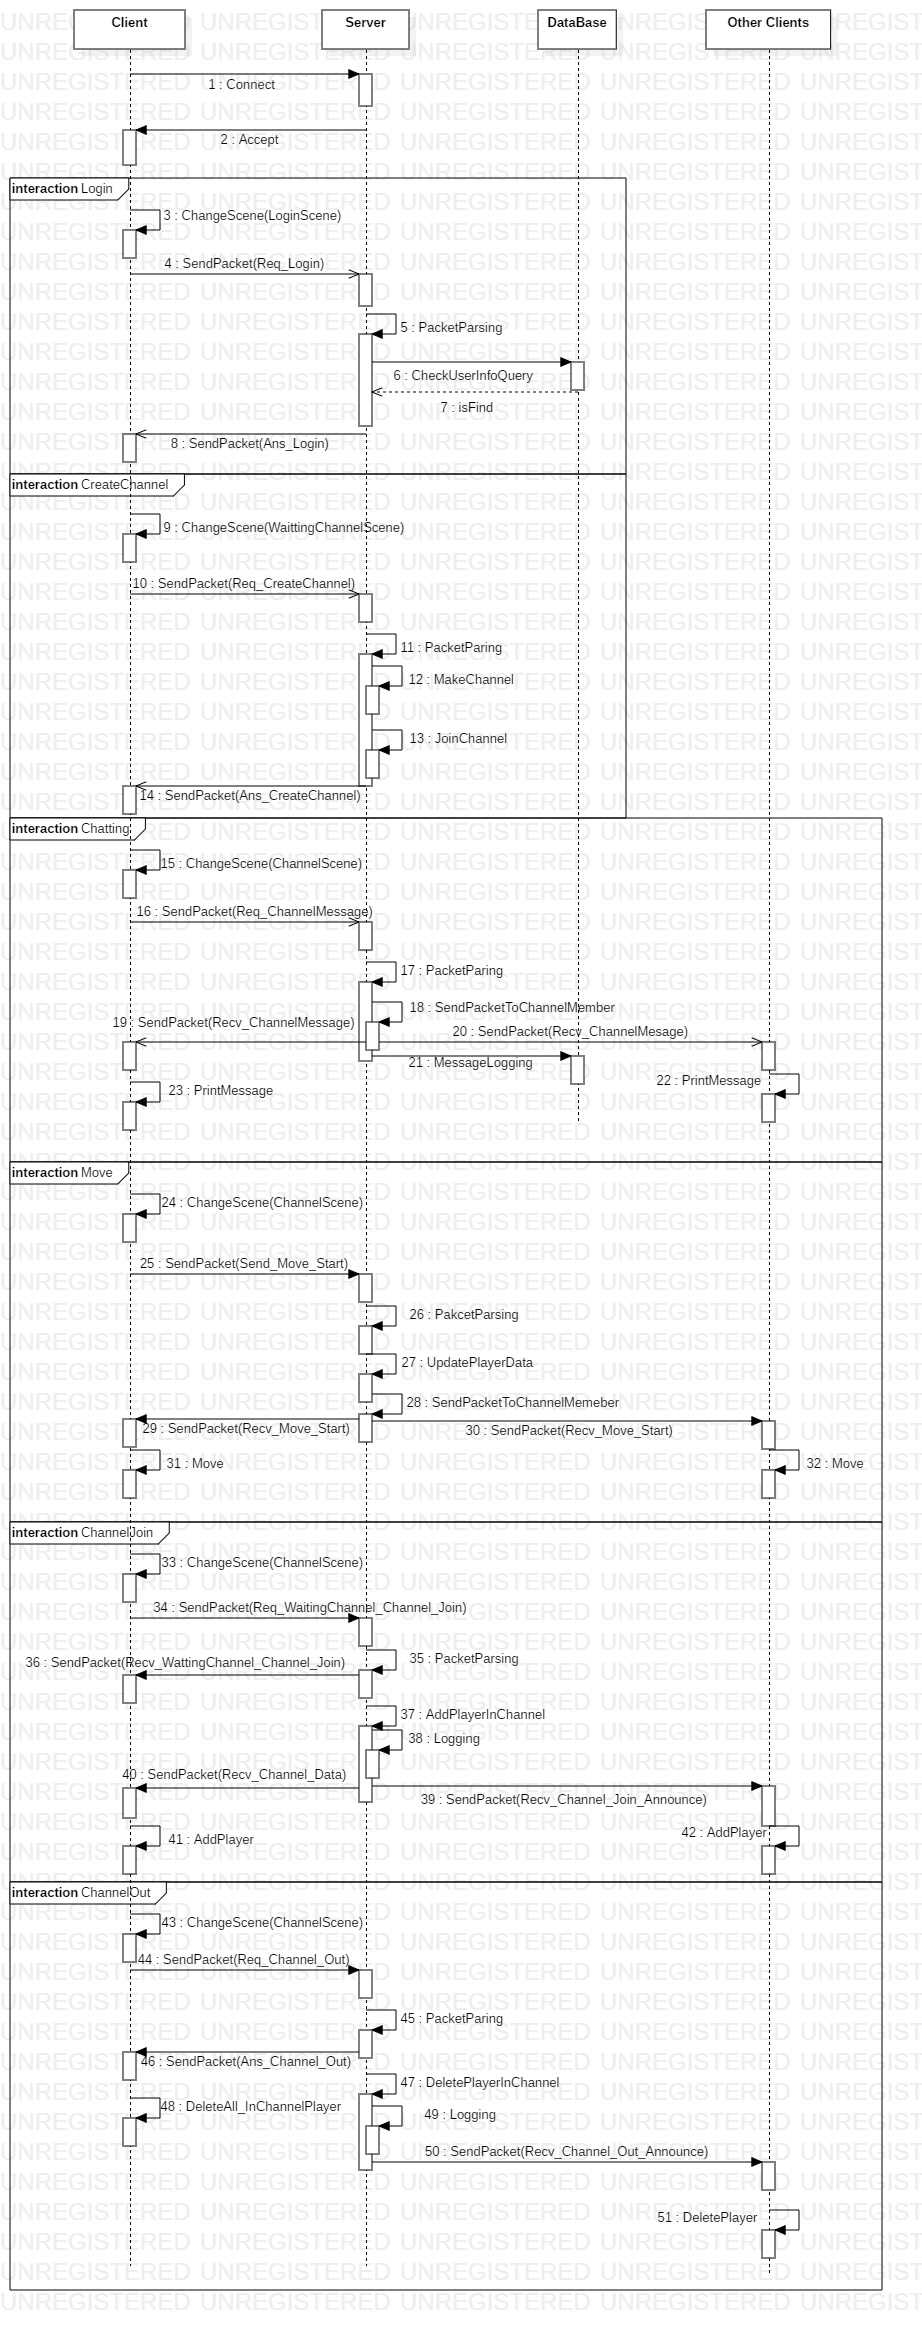 Client
Server
DataBase
Other Clients
1 : Connect
2 : Accept
interaction Login
3 : ChangeScene(LoginScene)
4 : SendPacket(Req_Login)
5 : PacketParsing
6 : CheckUserInfoQuery
7 : isFind
8 : SendPacket(Ans_Login)
interaction CreateChannel
9 : ChangeScene(WaittingChannelScene)
10 : SendPacket(Req_CreateChannel)
11 : PacketParing
12 : MakeChannel
13 : JoinChannel
14 : SendPacket(Ans_CreateChannel)
interaction Chatting
15 : ChangeScene(ChannelScene)
16 : SendPacket(Req_ChannelMessage)
17 : PacketParing
18 : SendPacketToChannelMember
19 : SendPacket(Recv_ChannelMessage)
20 : SendPacket(Recv_ChannelMesage)
21 : MessageLogging
22 : PrintMessage
23 : PrintMessage
interaction Move
24 : ChangeScene(ChannelScene)
25 : SendPacket(Send_Move_Start)
26 : PakcetParsing
27 : UpdatePlayerData
28 : SendPacketToChannelMemeber
29 : SendPacket(Recv_Move_Start)
30 : SendPacket(Recv_Move_Start)
31 : Move
32 : Move
interaction ChannelJoin
33 : ChangeScene(ChannelScene)
34 : SendPacket(Req_WaitingChannel_Channel_Join)
35 : PacketParsing
36 : SendPacket(Recv_WattingChannel_Channel_Join)
37 : AddPlayerInChannel
38 : Logging
40 : SendPacket(Recv_Channel_Data)
39 : SendPacket(Recv_Channel_Join_Announce)
41 : AddPlayer
42 : AddPlayer
interaction ChannelOut
43 : ChangeScene(ChannelScene)
44 : SendPacket(Req_Channel_Out)
45 : PacketParing
46 : SendPacket(Ans_Channel_Out)
47 : DeletePlayerInChannel
48 : DeleteAll_InChannelPlayer
49 : Logging
50 : SendPacket(Recv_Channel_Out_Announce)
51 : DeletePlayer
UNREGISTERED UNREGISTERED UNREGISTERED UNREGISTERED UNREGISTERED